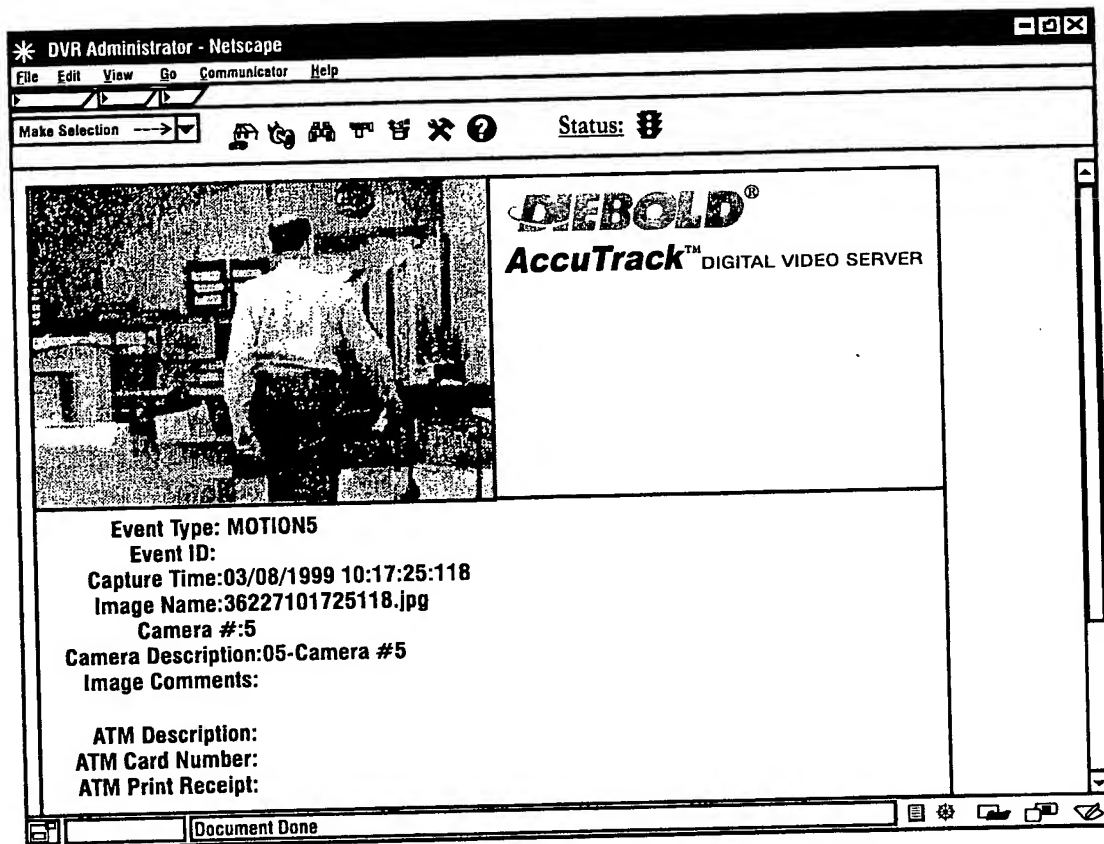 DVR Administrator - Netscape
File Edit View Go Communicator Help
Make Selection --->
Status:
DIEBOLD®
AccuTrack™ DIGITAL VIDEO SERVER
Event Type: MOTION5
Event ID:
Capture Time:03/08/1999 10:17:25:118
Image Name:36227101725118.jpg
Camera #:5
Camera Description:05-Camera #5
Image Comments:
ATM Description:
ATM Card Number:
ATM Print Receipt:
Document Done